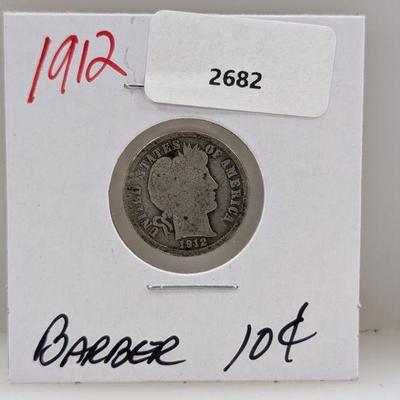 1912
2682
UNITED STATES OF AMERICA
1912
BARBER 10¢